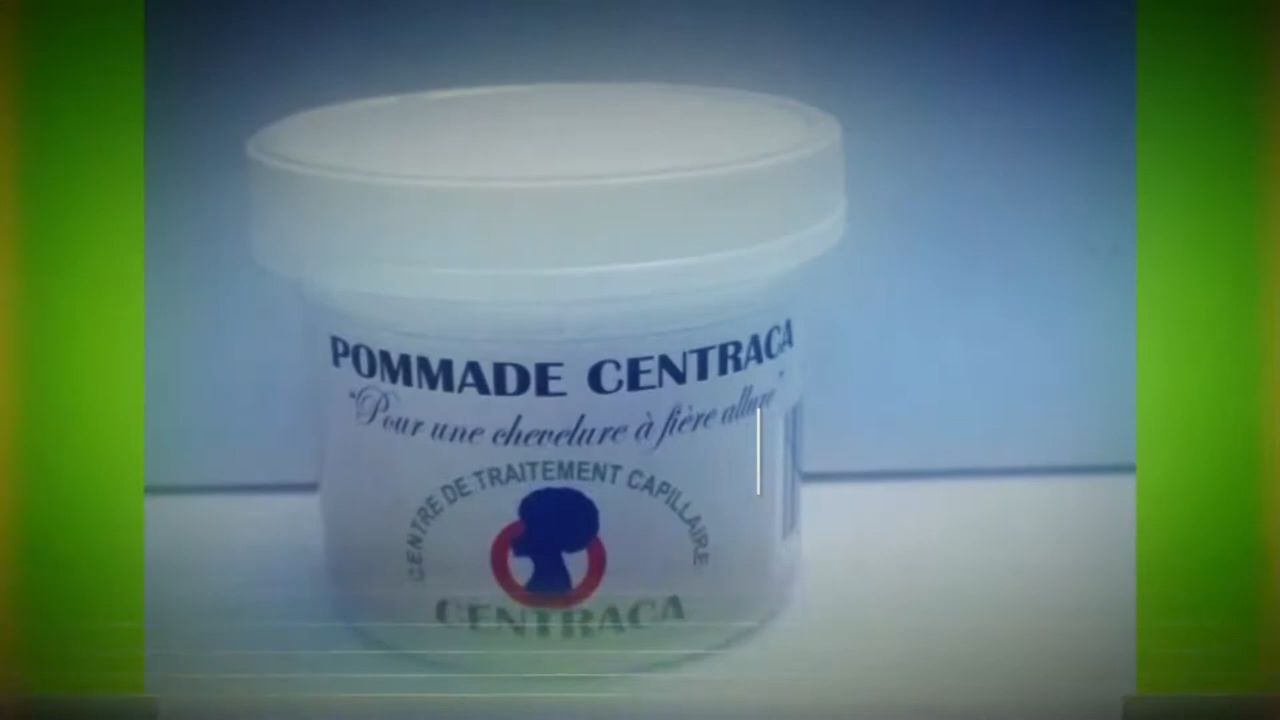 POMMADE CENTRACA
"Pour une chevelure à fière allure"
CENTRE DE TRAITEMENT CAPILLAIRE
CENTRACA